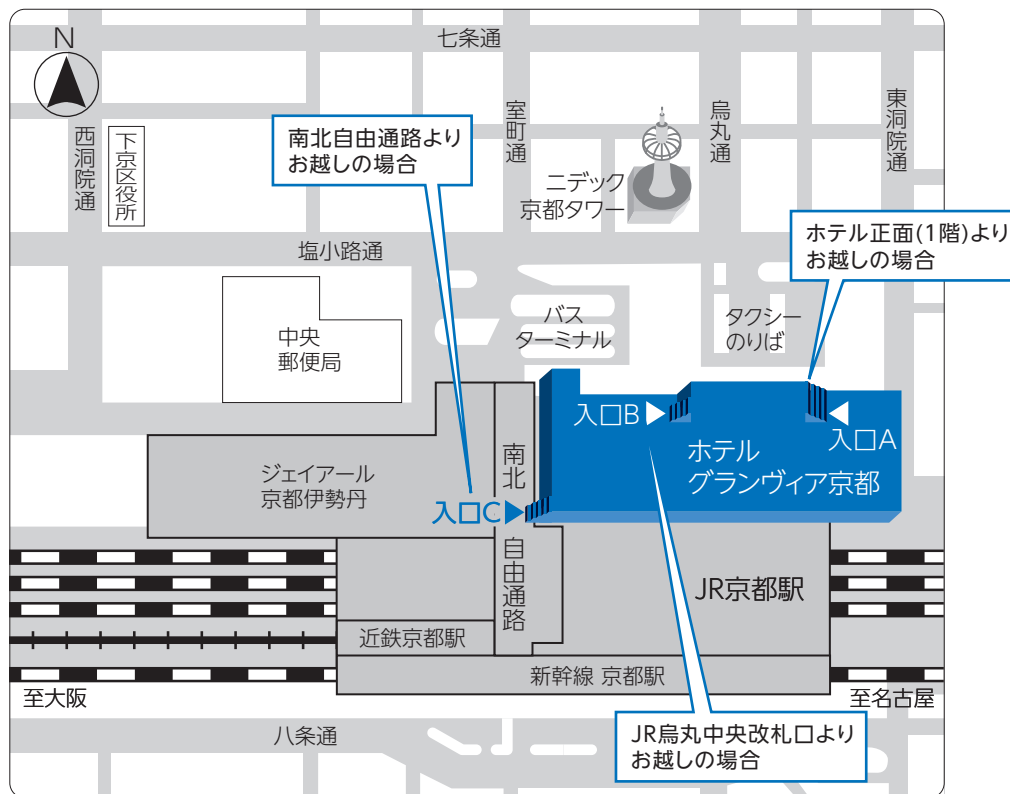 N
七条通
西洞院通
下京区役所
室町通
烏丸通
東洞院通
南北自由通路より
お越しの場合
ニデック
京都タワー
ホテル正面(1階)より
お越しの場合
塩小路通
中央
郵便局
バス
ターミナル
タクシー
のりば
入口B
入口A
ホテル
グランヴィア京都
ジェイアール
京都伊勢丹
入口C
南北
自由通路
JR京都駅
近鉄京都駅
新幹線 京都駅
至大阪
至名古屋
八条通
JR烏丸中央改札口より
お越しの場合